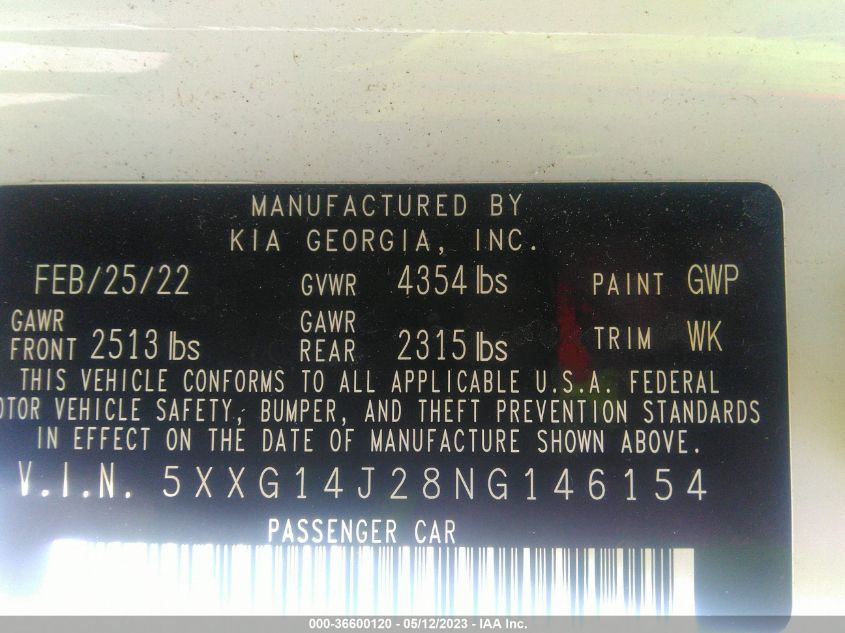 MANUFACTURED BY
KIA GEORGIA, INC.
FEB/25/22 GVWR 4354 lbs PAINT GWP
GAWR FRONT 2513 lbs GAWR REAR 2315 lbs TRIM WK
THIS VEHICLE CONFORMS TO ALL APPLICABLE U.S.A. FEDERAL
OTOR VEHICLE SAFETY, BUMPER, AND THEFT PREVENTION STANDARDS
IN EFFECT ON THE DATE OF MANUFACTURE SHOWN ABOVE.
V.I.N. 5XXG14J28NG146154
PASSENGER CAR
000-36600120 - 05/12/2023 - IAA Inc.